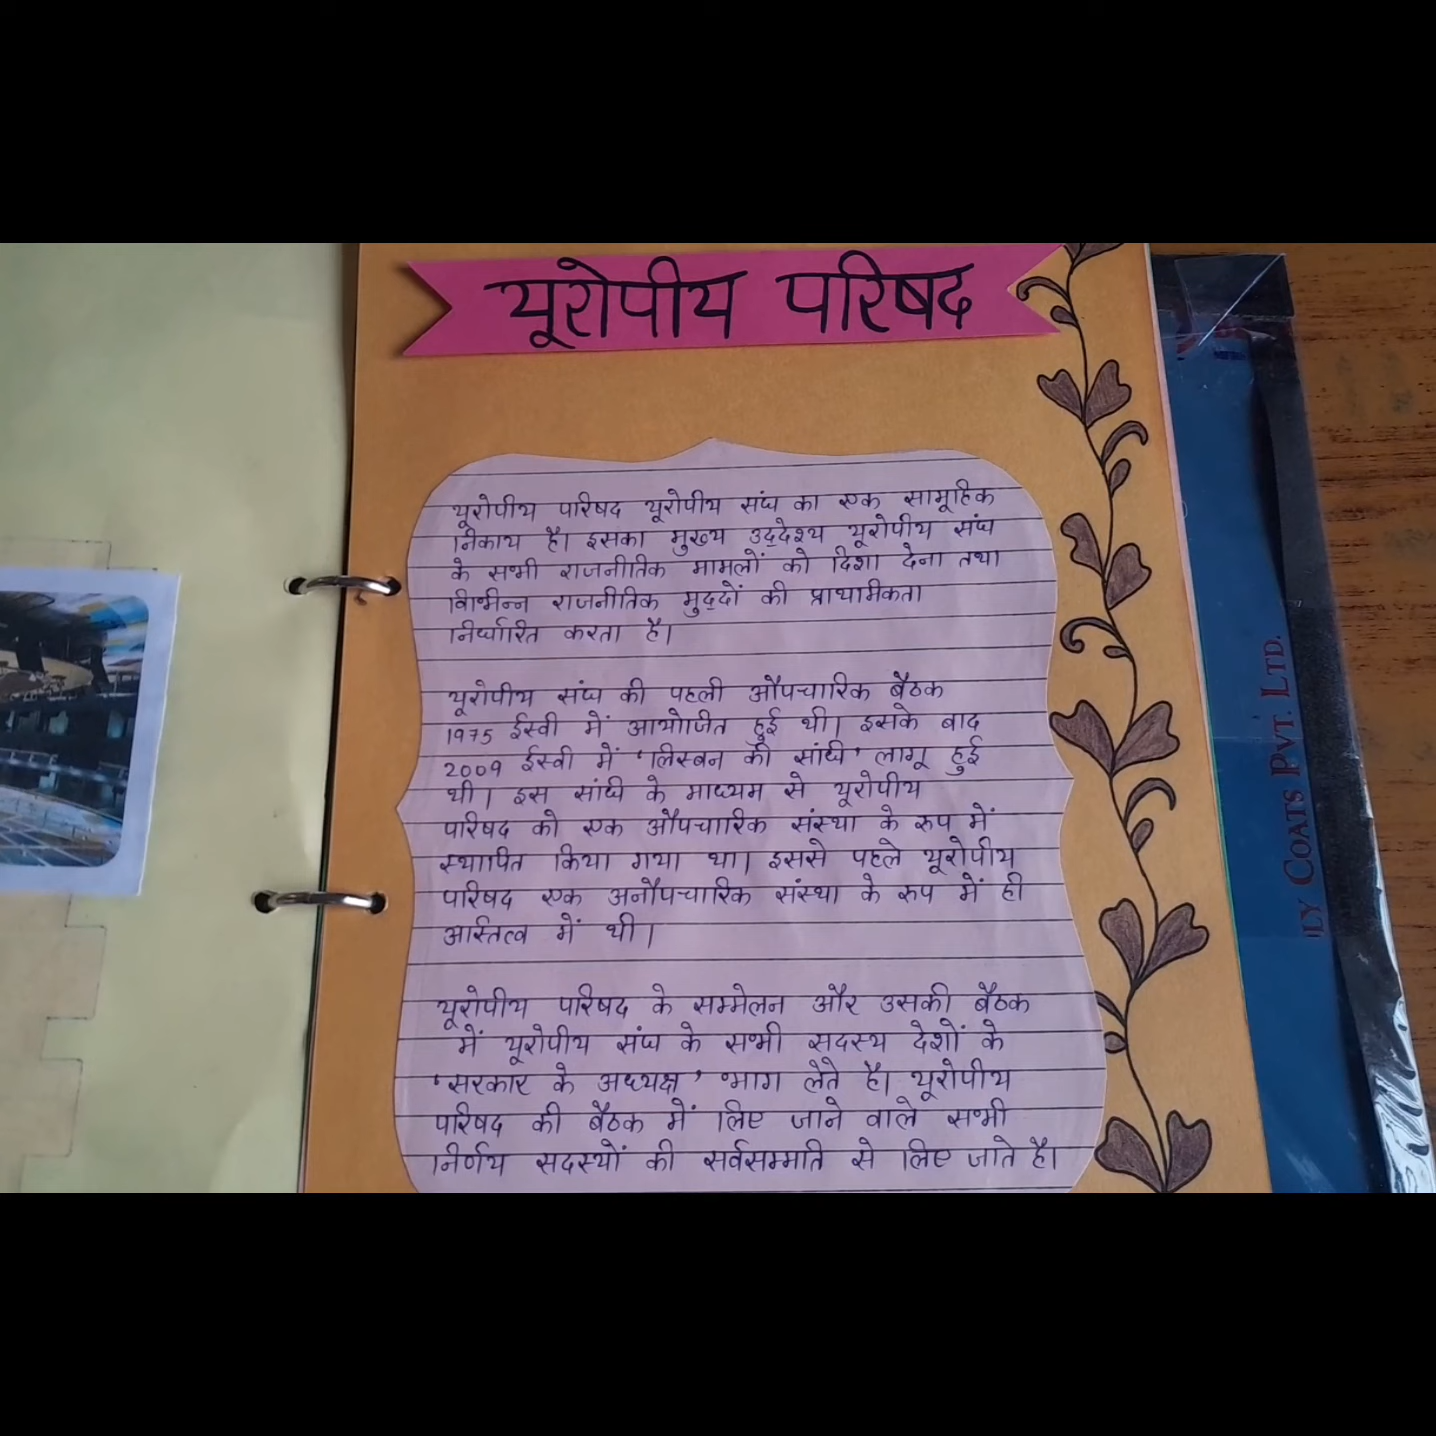 यूरोपीय परिषद
यूरोपीय परिषद यूरोपीय संघ का एक सामूहिक
निकाय है। इसका मुख्य उद्देश्य यूरोपीय संघ
के सभी राजनीतिक मामलों को दिशा देना तथा
विभिन्न राजनीतिक मुद्दों की प्राथमिकता
निर्धारित करता है।
यूरोपीय संघ की पहली औपचारिक बैठक
1975 ईस्वी में आयोजित हुई थी। इसके बाद
2009 ईस्वी में 'लिस्बन की संधि' लागू हुई
थी। इस संधि के माध्यम से यूरोपीय
परिषद को एक औपचारिक संस्था के रुप में
स्थापित किया गया था। इससे पहले यूरोपीय
परिषद एक अनौपचारिक संस्था के रुप में ही
अस्तित्व में थी।
यूरोपीय परिषद के सम्मेलन और उसकी बैठक
में यूरोपीय संघ के सभी सदस्य देशों के
'सरकार के अध्यक्ष' भाग लेते है। यूरोपीय
परिषद की बैठक में लिए जाने वाले सभी
निर्णय सदस्यों की सर्वसम्मति से लिए जाते है।
LY COATS PVT. LTD.